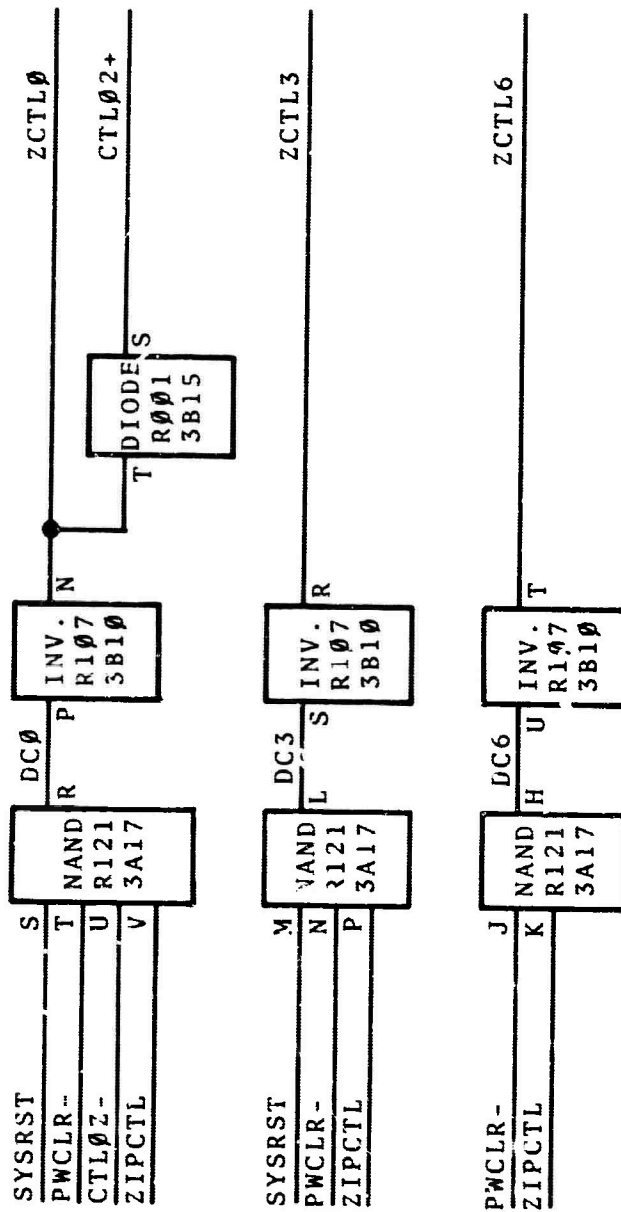 ZCTLØ
CTLØ2+
DCØ
SYSRST
S
R
P
N
PWCLR-
T
NAND
R121
3A17
INV.
R1Ø7
3B1Ø
CTLØZ-
U
ZIPCTL
V
T
DIODE
RØØ1
3B15
S
ZCTL3
DC3
SYSRST
M
L
S
R
PWCLR-
N
NAND
R121
3A17
INV.
R1Ø7
3B1Ø
ZIPCTL
P
ZCTL6
DC6
PWCLR-
J
H
U
T
ZIPCTL
K
NAND
R121
3A17
INV.
R1Ø7
3B1Ø